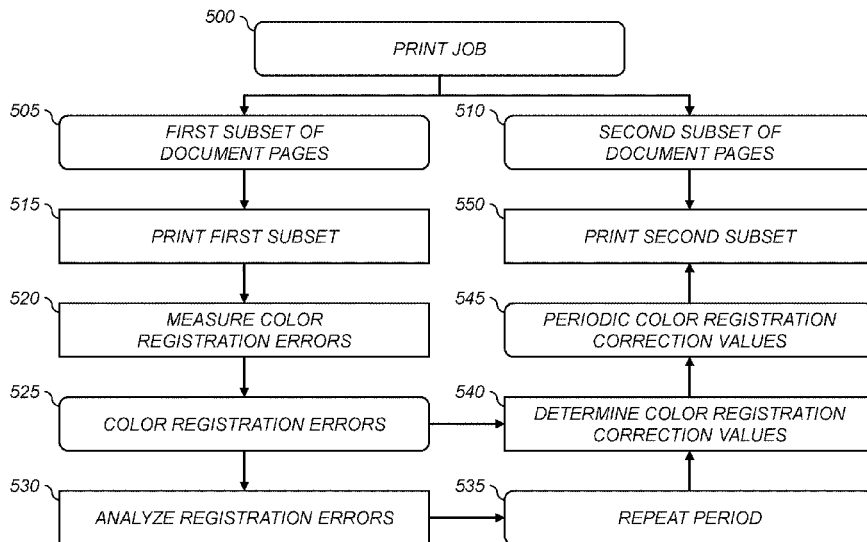 500
PRINT JOB
505
FIRST SUBSET OF
DOCUMENT PAGES
510
SECOND SUBSET OF
DOCUMENT PAGES
515
PRINT FIRST SUBSET
550
PRINT SECOND SUBSET
520
MEASURE COLOR
REGISTRATION ERRORS
545
PERIODIC COLOR REGISTRATION
CORRECTION VALUES
525
COLOR REGISTRATION ERRORS
540
DETERMINE COLOR REGISTRATION
CORRECTION VALUES
530
ANALYZE REGISTRATION ERRORS
535
REPEAT PERIOD